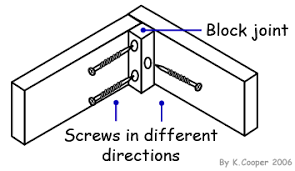 Block joint
Screws in different
directions
By K.Cooper 2006